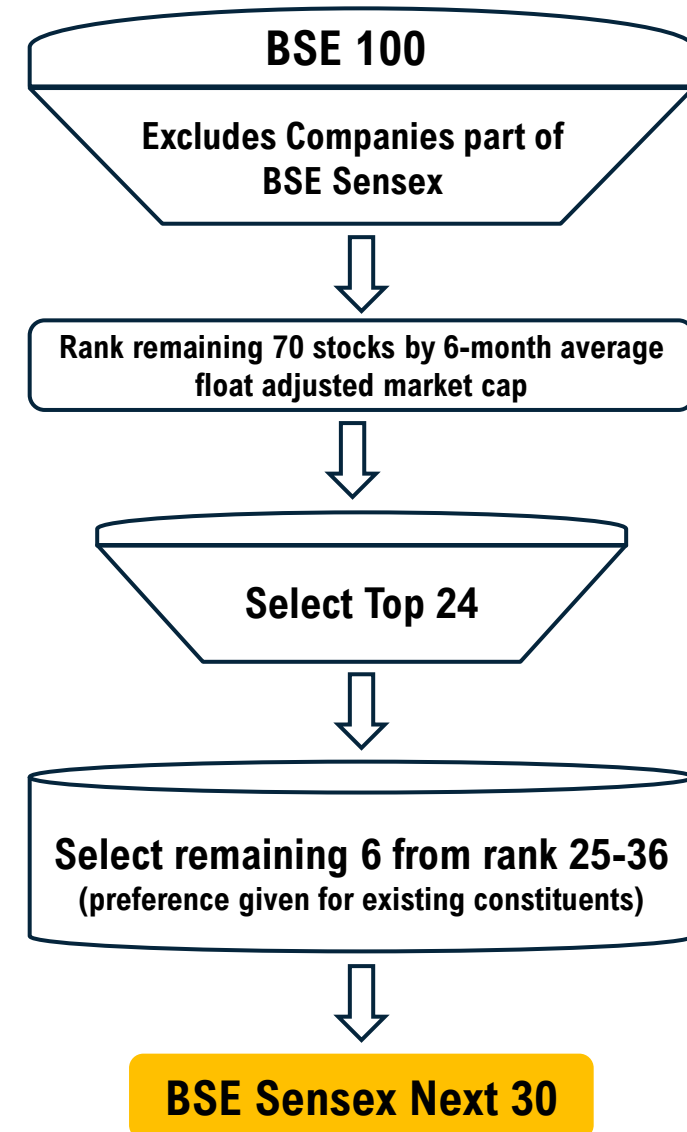 BSE 100
Excludes Companies part of
BSE Sensex
Rank remaining 70 stocks by 6-month average
float adjusted market cap
Select Top 24
Select remaining 6 from rank 25-36
(preference given for existing constituents)
BSE Sensex Next 30